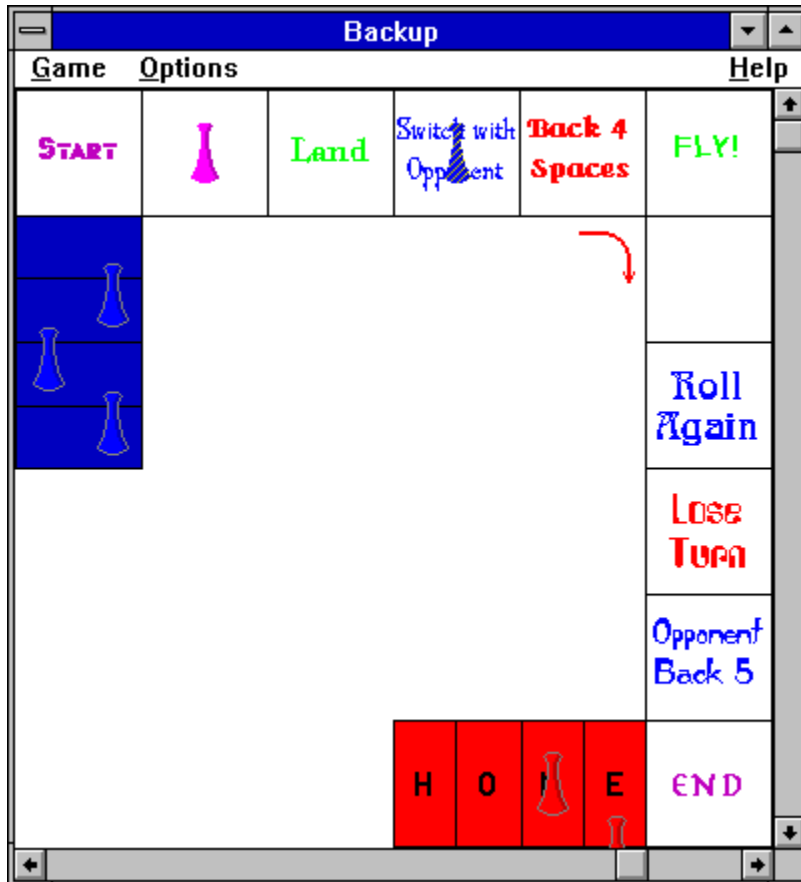 Backup
Game Options Help
START
Land
Switch with
Opponent
Back 4
Spaces
FLY!
Roll
Again
Lose
Turn
Opponent
Back 5
H O M E
END